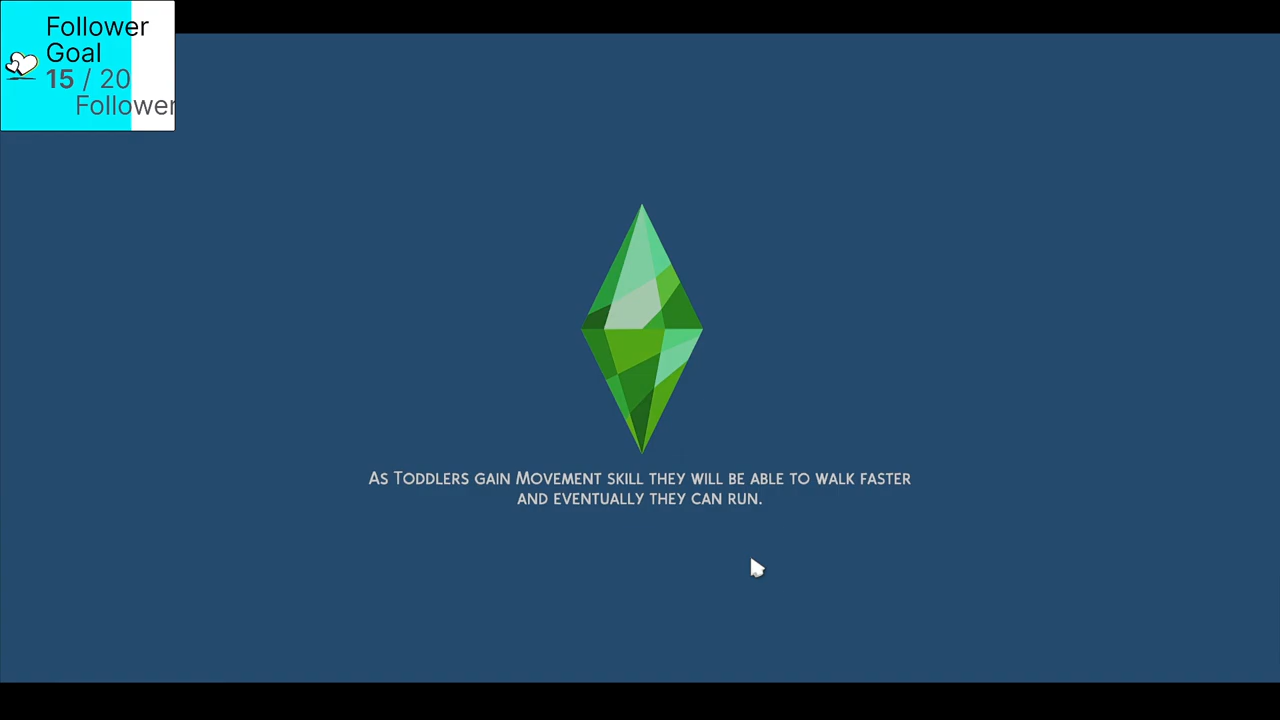 Follower
Goal
15 / 20
Follower
As Toddlers gain Movement skill they will be able to walk faster
and eventually they can run.